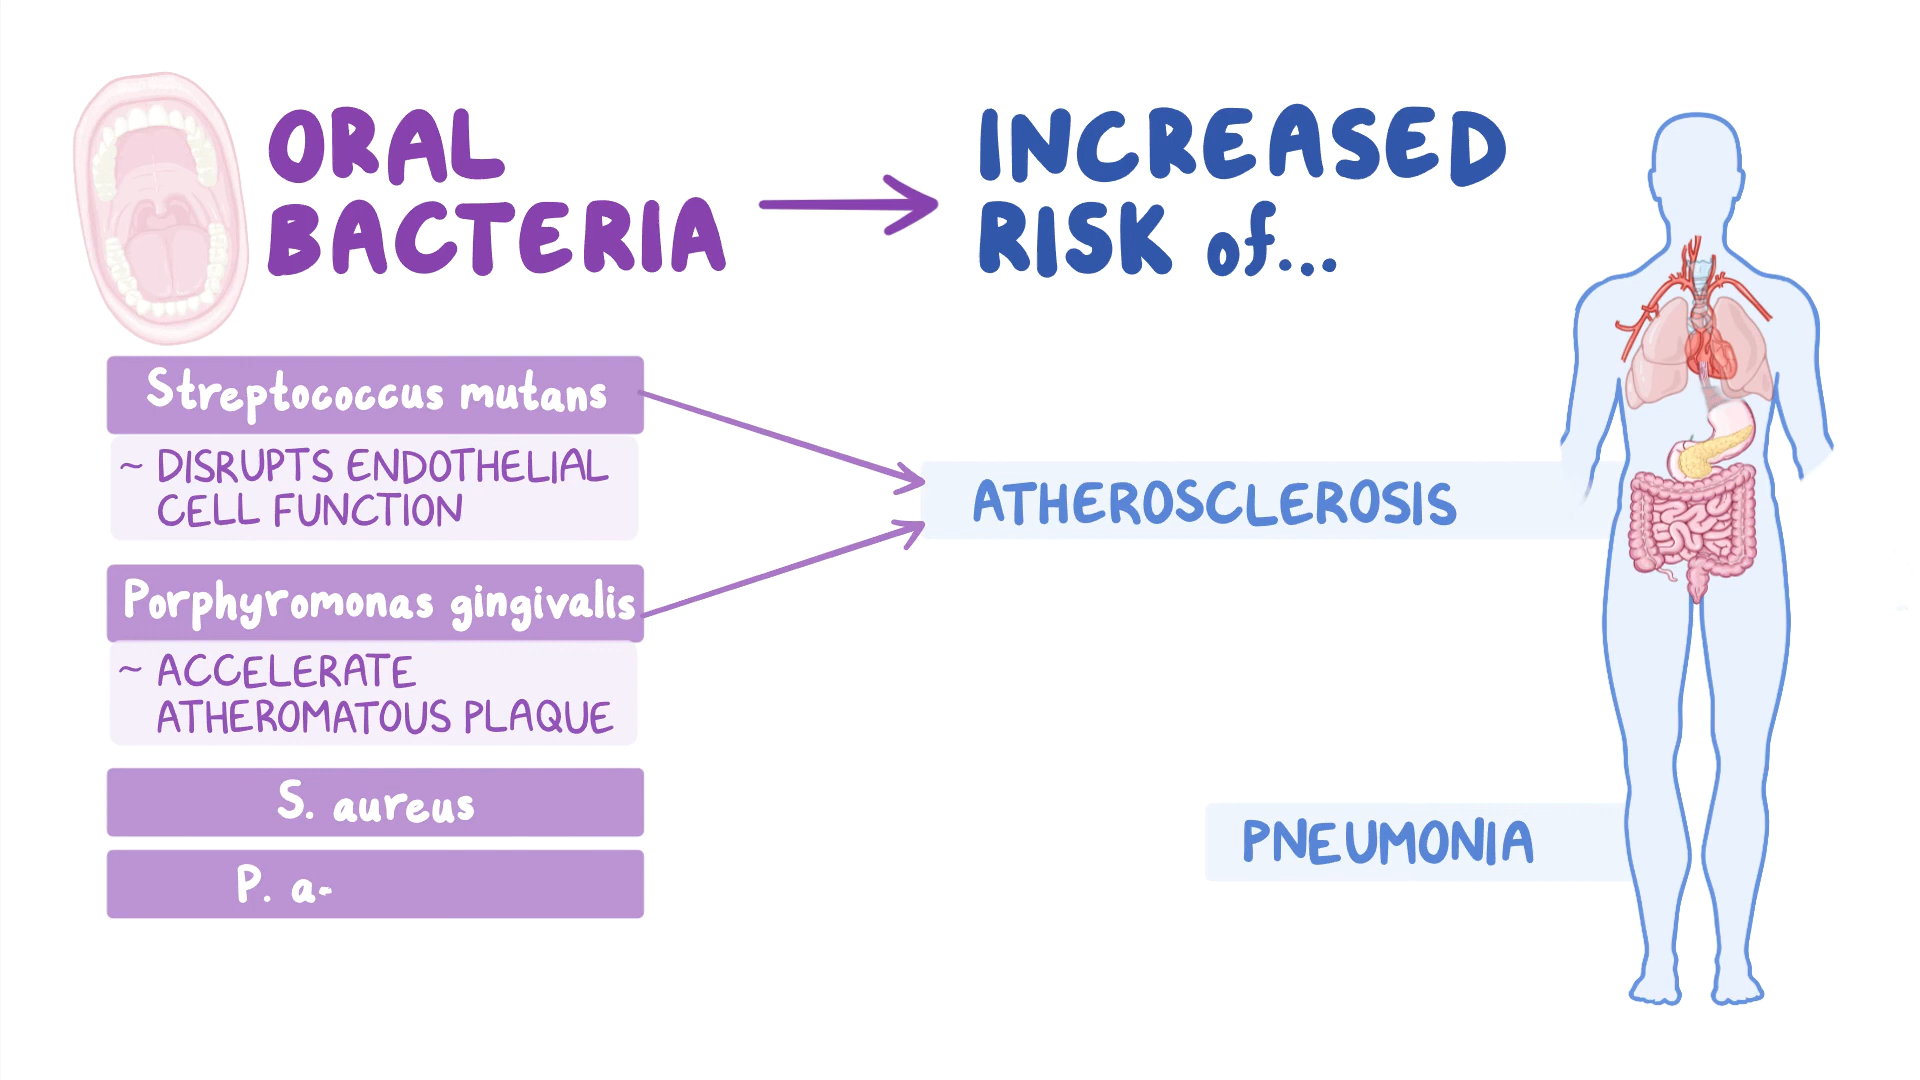 ORAL
BACTERIA
INCREASED
RISK of...
Streptococcus mutans
~ DISRUPTS ENDOTHELIAL
CELL FUNCTION
ATHEROSCLEROSIS
Porphyromonas gingivalis
~ ACCELERATE
ATHEROMATOUS PLAQUE
S. aureus
PNEUMONIA
P. a-